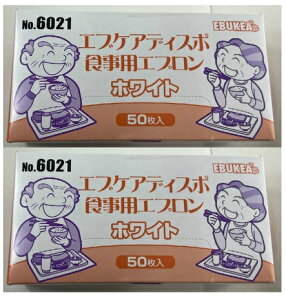 No.6021
EBUKEA
エブケアディスポ
食事用エプロン
ホワイト
50枚入
No.6021
EBUKEA
エブケアディスポ
食事用エプロン
ホワイト
50枚入